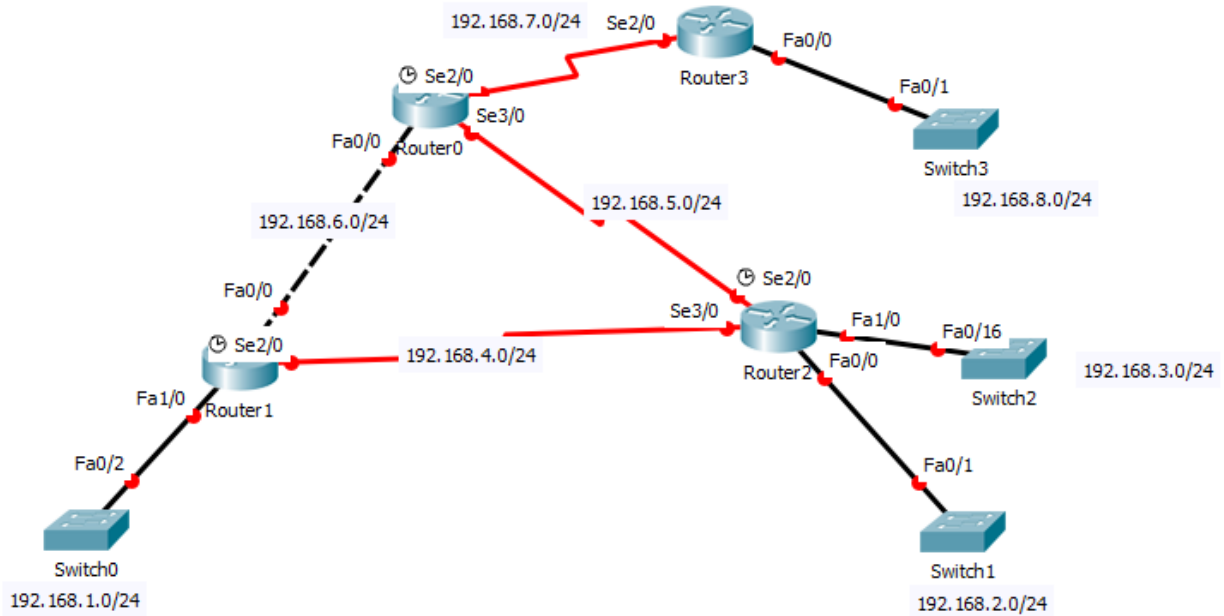 192.168.7.0/24
Se2/0
Fa0/0
Router3
Se2/0
Fa0/1
Se3/0
Fa0/0
Router0
Switch3
192.168.8.0/24
192.168.5.0/24
192.168.6.0/24
Se2/0
Fa0/0
Se3/0
Fa1/0
Fa0/16
Se2/0
192.168.4.0/24
Fa0/0
Router2
192.168.3.0/24
Fa1/0
Router1
Switch2
Fa0/2
Fa0/1
Switch0
Switch1
192.168.1.0/24
192.168.2.0/24